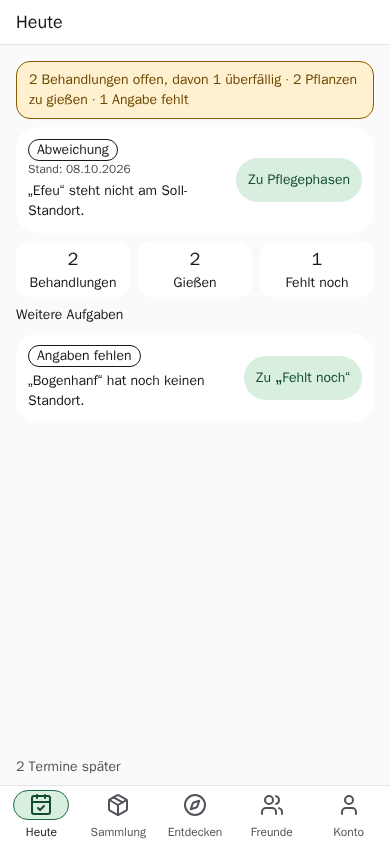 Heute
2 Behandlungen offen, davon 1 überfällig · 2 Pflanzen
zu gießen · 1 Angabe fehlt
Abweichung
Stand: 08.10.2026
„Efeu“ steht nicht am Soll-
Standort.
Zu Pflegephasen
2
Behandlungen
2
Gießen
1
Fehlt noch
Weitere Aufgaben
Angaben fehlen
„Bogenhanf“ hat noch keinen
Standort.
Zu „Fehlt noch“
2 Termine später
Heute
Sammlung
Entdecken
Freunde
Konto